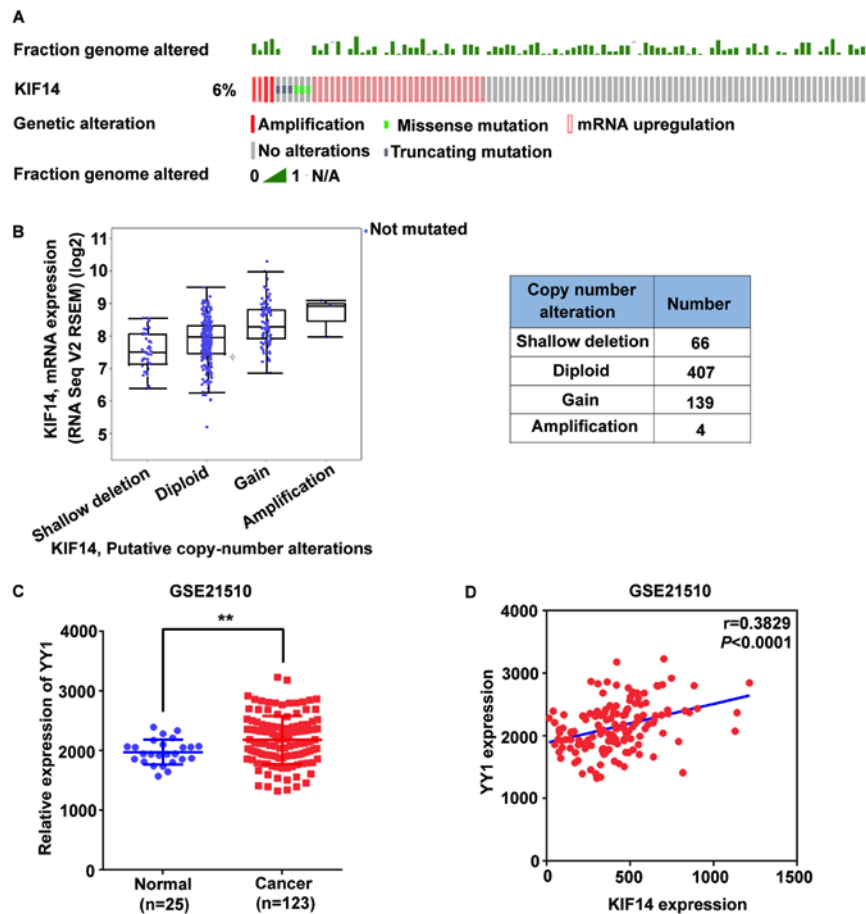 A
Fraction genome altered
KIF14 6%
Genetic alteration Amplification Missense mutation mRNA upregulation
No alterations Truncating mutation
Fraction genome altered 0 1 N/A
B
Not mutated
KIF14, mRNA expression
(RNA Seq V2 RSEM) (log2)
11
10
9
8
7
6
5
Shallow deletion
Diploid
Gain
Amplification
KIF14, Putative copy-number alterations
Copy number alteration Number
Shallow deletion 66
Diploid 407
Gain 139
Amplification 4
C
GSE21510
**
Relative expression of YY1
4000
3000
2000
1000
0
Normal Cancer
(n=25) (n=123)
D
GSE21510
r=0.3829
P<0.0001
YY1 expression
4000
3000
2000
1000
0
0 500 1000 1500
KIF14 expression